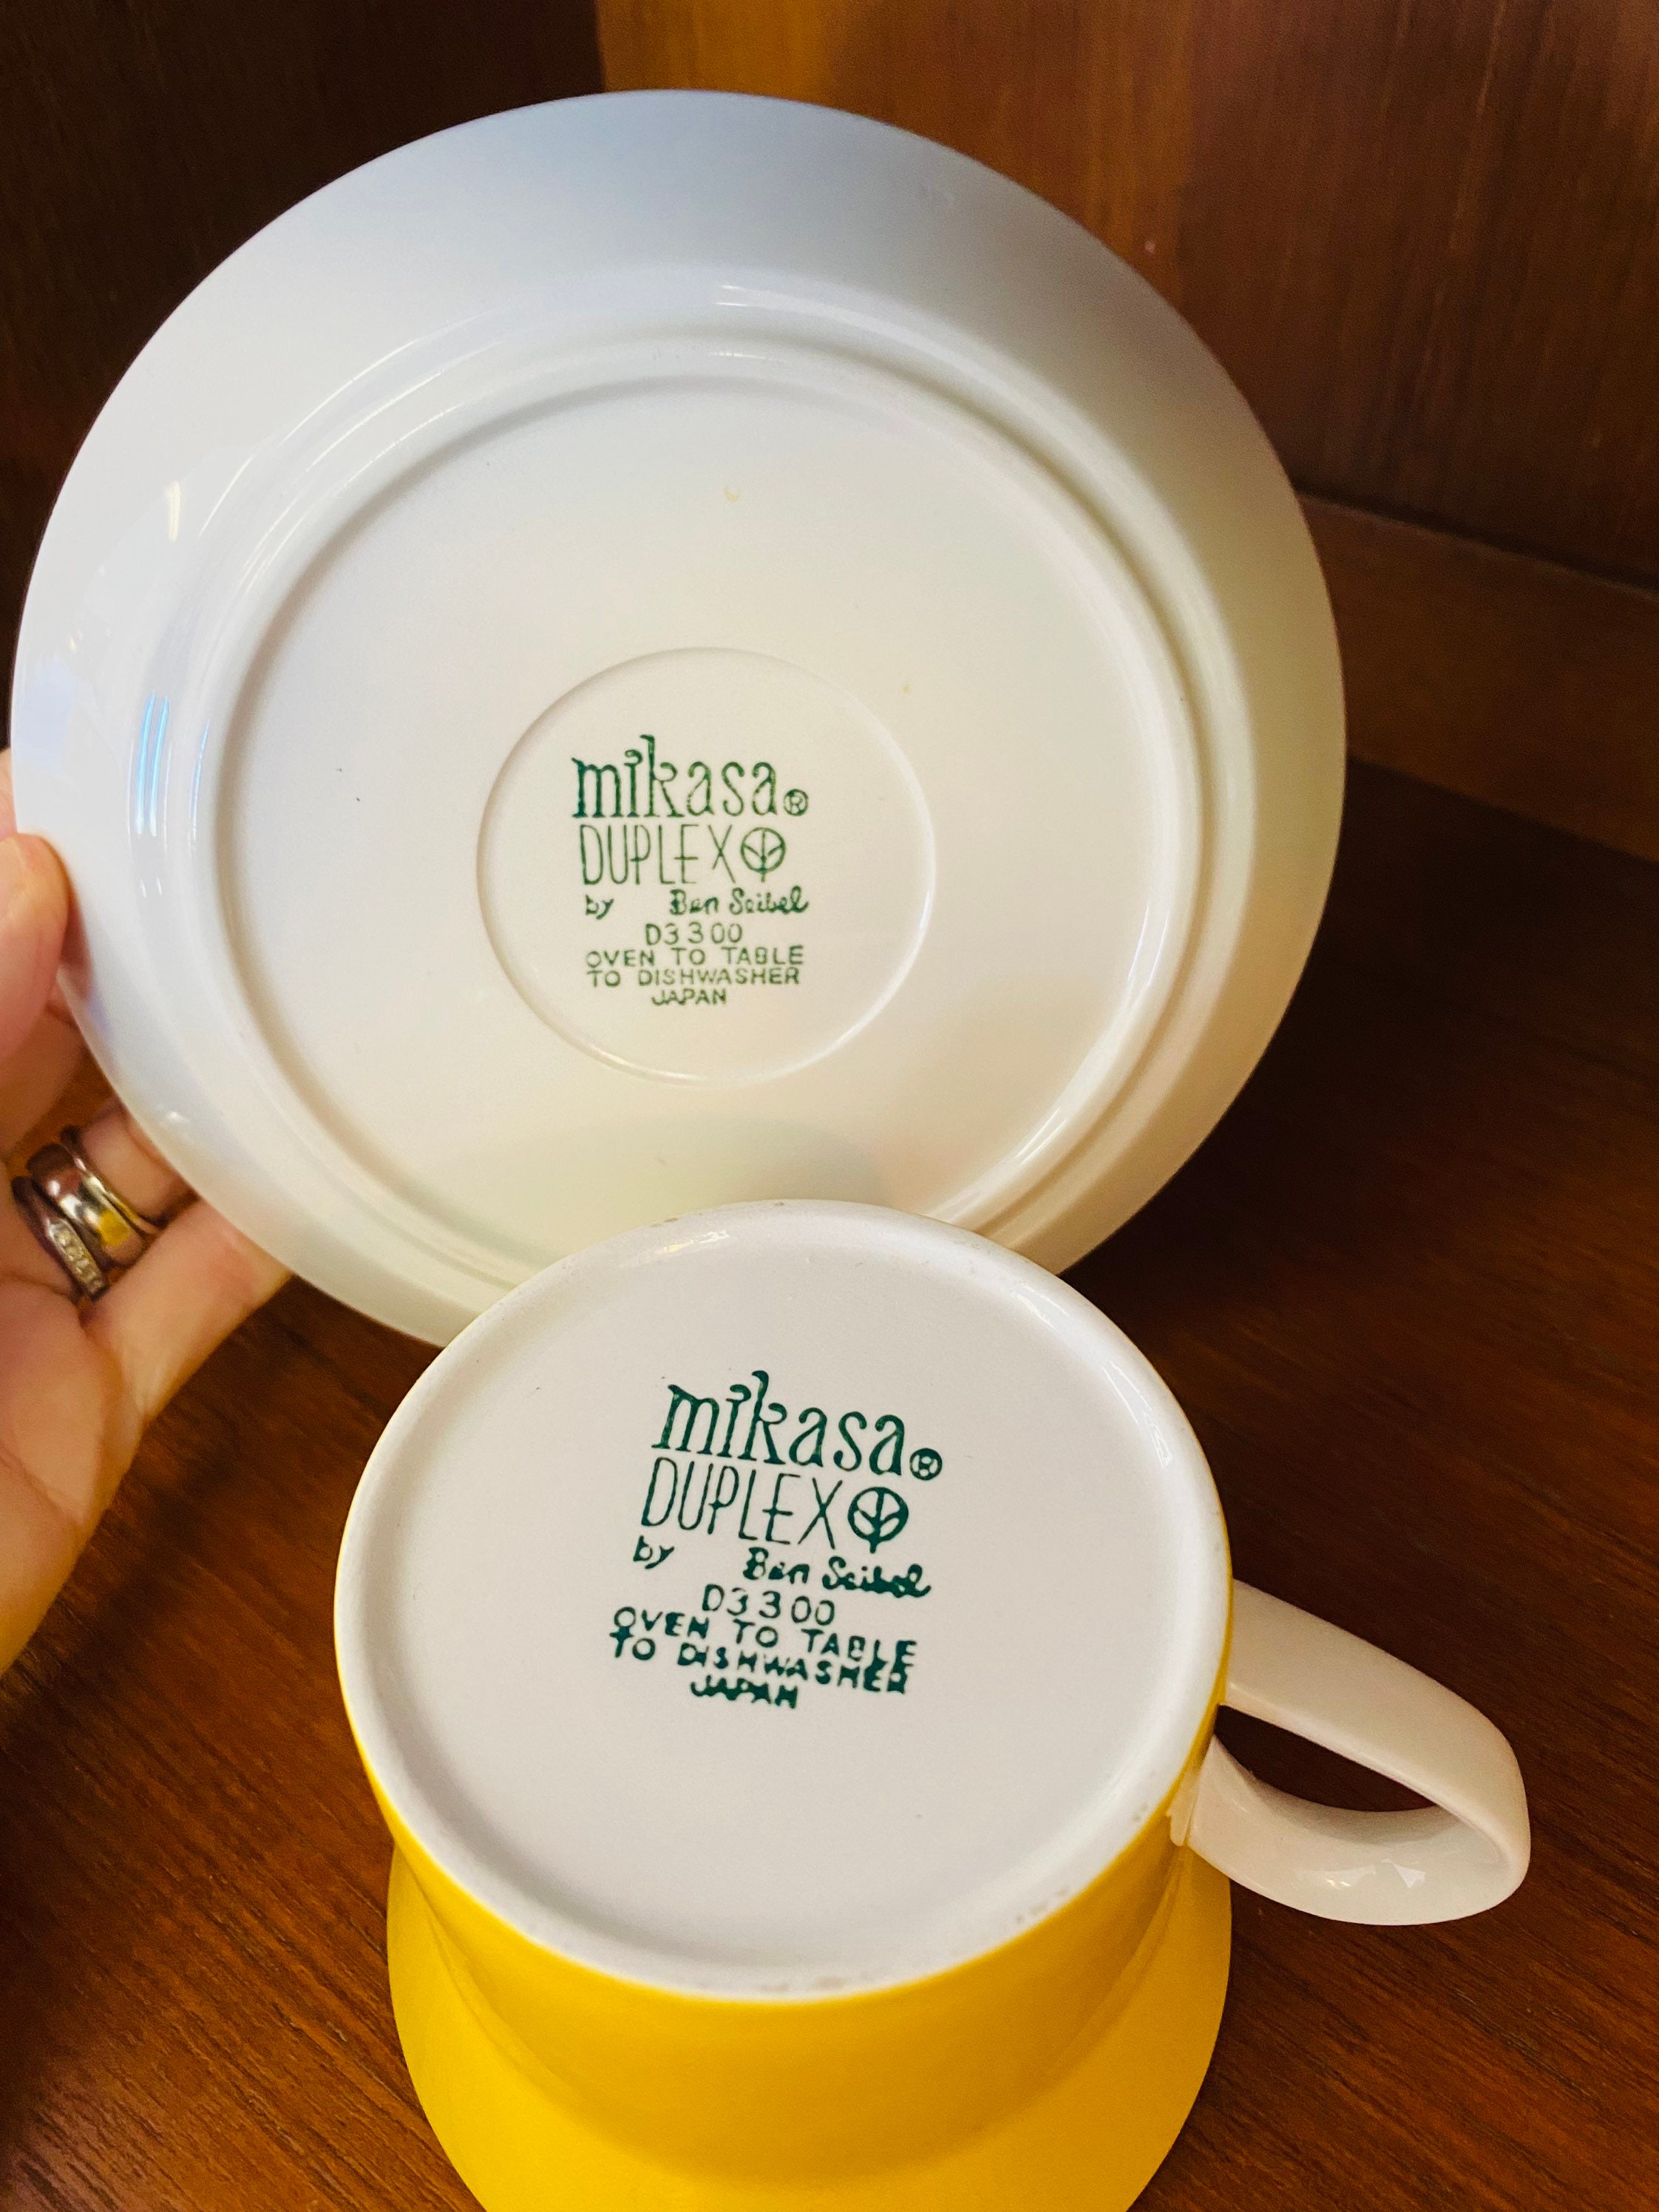 mikasa®
DUPLEX
by Ben Seibel
D3300
OVEN TO TABLE
TO DISHWASHER
JAPAN
mikasa®
DUPLEX
by Ben Seibel
D3300
OVEN TO TABLE
TO DISHWASHER
JAPAN